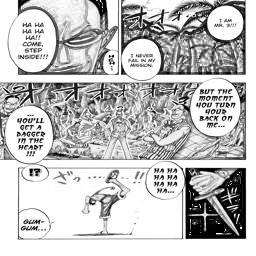 I AM
MR.
I NEVER
FAIL IN MY
MISSION.
HA HA
HA HA
HA!!
COME,
STEP
INSIDE!!!
BUT THE
MOMENT
YOU TURN
YOUR
BACK ON
ME...
...
YOU'LL
GET A
DAGGER
IN THE
HEART
!!!
HA HA
HA HA
HA HA
HA...
!?
GUM-
GUM...